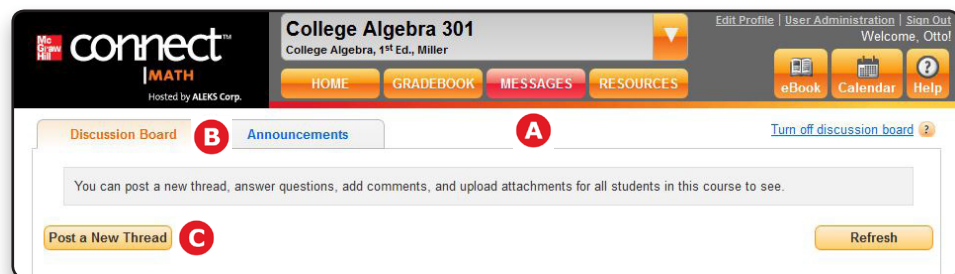 Mc Graw Hill connect™
MATH
Hosted by ALEKS Corp.
College Algebra 301
College Algebra, 1st Ed., Miller
Edit Profile | User Administration | Sign Out
Welcome, Otto!
HOME GRADEBOOK MESSAGES RESOURCES
eBook Calendar Help
Discussion Board B Announcements A Turn off discussion board ?
You can post a new thread, answer questions, add comments, and upload attachments for all students in this course to see.
Post a New Thread C Refresh